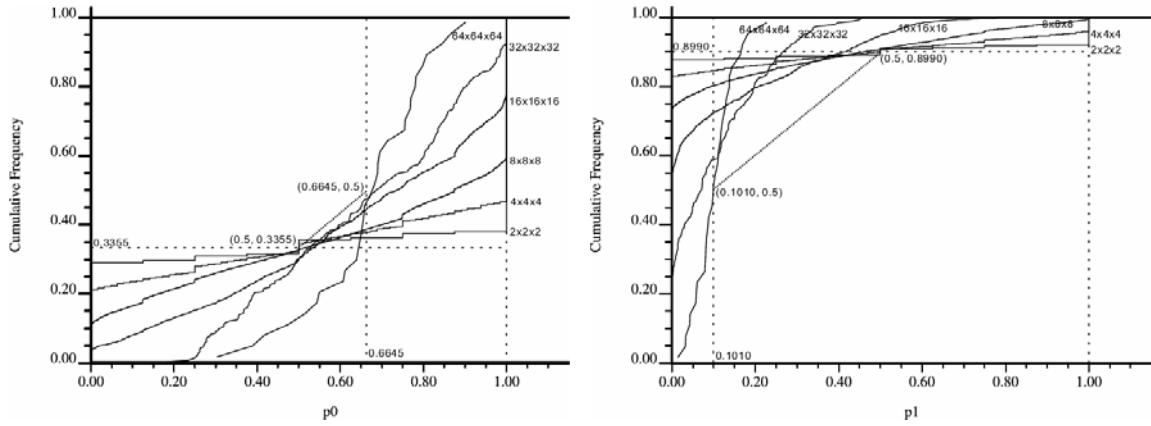 1.00
64x64x64
32x32x32
0.80
16x16x16
0.60
8x8x8
(0.6645, 0.5)
4x4x4
0.40
0.3355
(0.5, 0.3355)
2x2x2
0.20
0.6645
0.00
0.00 0.20 0.40 0.60 0.80 1.00
p0
Cumulative Frequency
1.00
64x64x64
32x32x32
16x16x16
8x8x8
4x4x4
0.8990
2x2x2
(0.5, 0.8990)
0.80
0.60
(0.1010, 0.5)
0.40
0.20
0.1010
0.00
0.00 0.20 0.40 0.60 0.80 1.00
p1
Cumulative Frequency